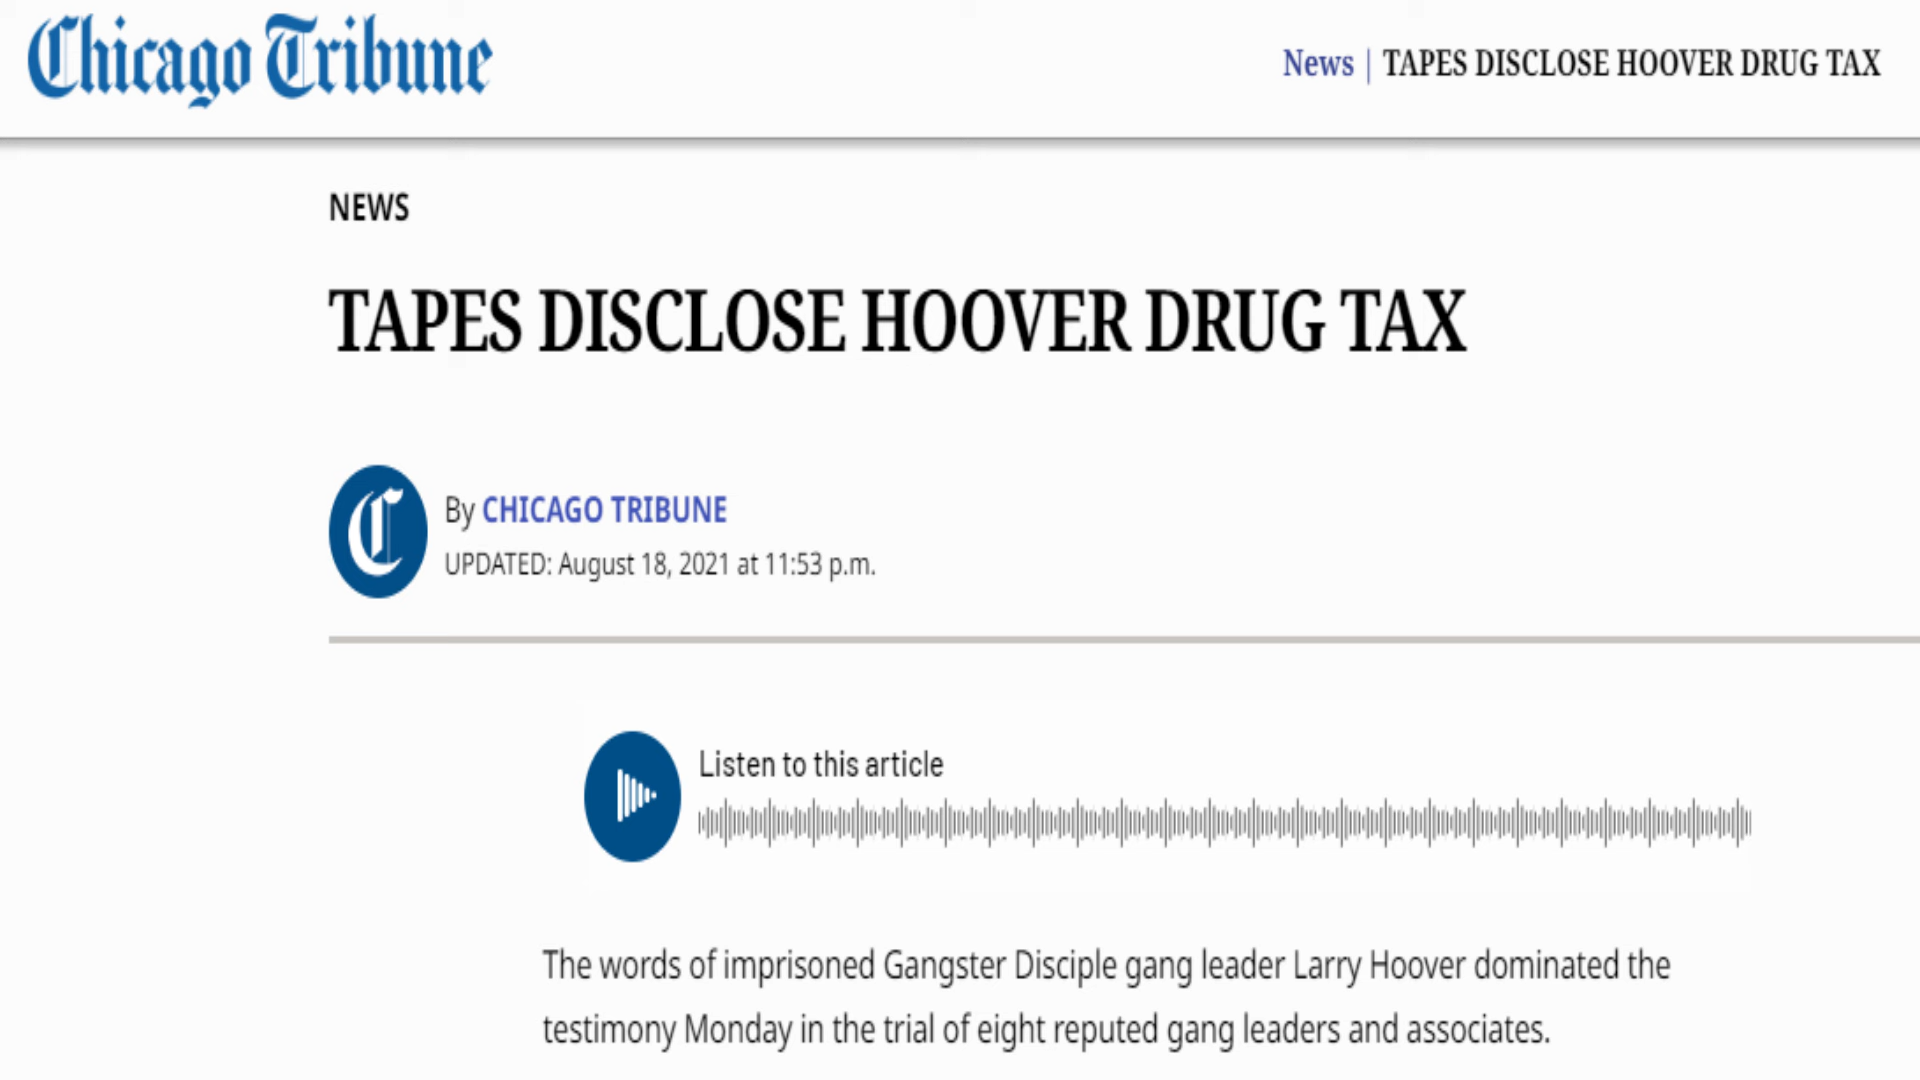 Chicago Tribune
News | TAPES DISCLOSE HOOVER DRUG TAX
NEWS
TAPES DISCLOSE HOOVER DRUG TAX
C
By CHICAGO TRIBUNE
UPDATED: August 18, 2021 at 11:53 p.m.
Listen to this article
The words of imprisoned Gangster Disciple gang leader Larry Hoover dominated the
testimony Monday in the trial of eight reputed gang leaders and associates.